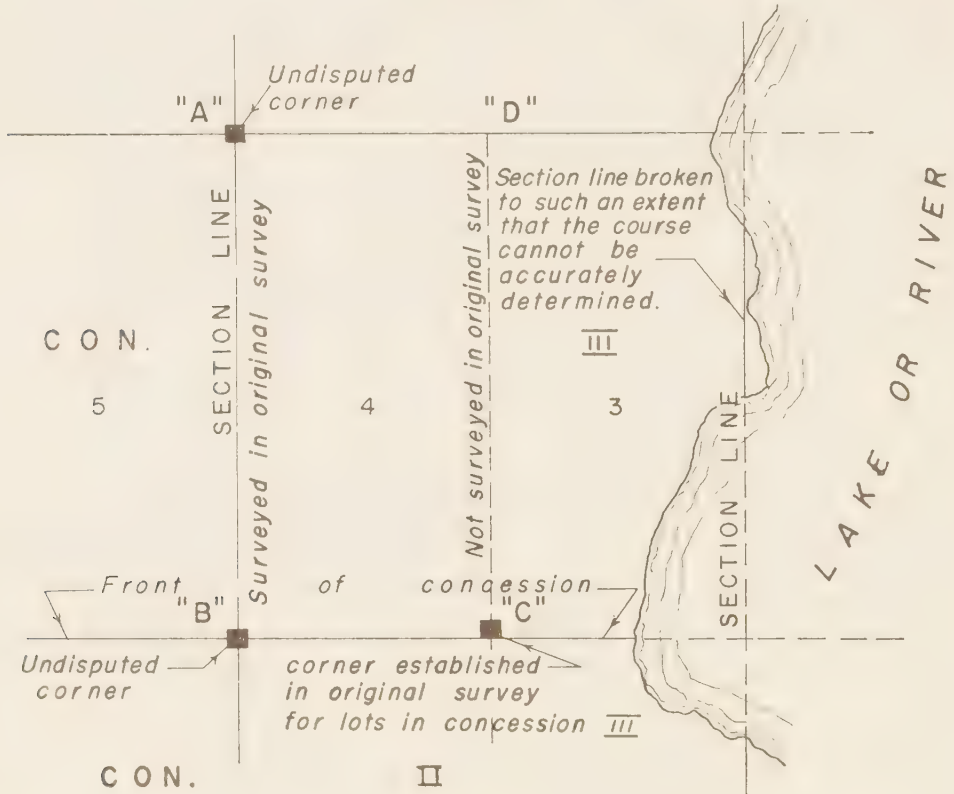 Undisputed
corner
"A"
"D"
Section line broken
to such an extent
that the course
cannot be
accurately
determined.
SECTION LINE
Surveyed in original survey
Not surveyed in original survey
LAKE OR RIVER
CON.
III
5
4
3
SECTION LINE
Front of concession
"B"
"C"
Undisputed
corner
corner established
in original survey
for lots in concession III
CON. II